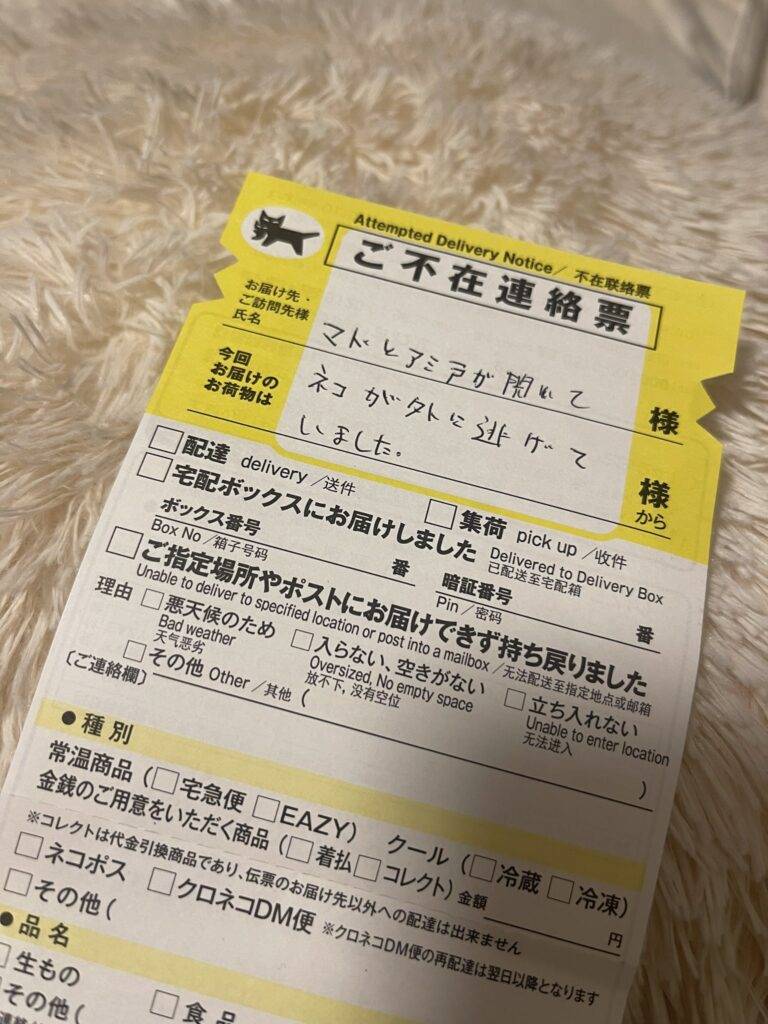 Attempted Delivery Notice/ 不在联络票
ご不在連絡票
お届け先・
ご訪問先様
氏名
マドとアミ戸が開いて
様
今回
お届けの
お荷物は
ネコが外に逃げて
しいました。
様
から
□配達 delivery/送件 □集荷 pick up/收件
□宅配ボックスにお届けしました Delivered to Delivery Box
已配送至宅配箱
ボックス番号
Box No/箱子号码
番
暗証番号
Pin/密码
番
□ご指定場所やポストにお届けできず持ち戻りました
Unable to deliver to specified location or post into a mailbox/无法配送至指定地点或邮箱
理由 □悪天候のため
Bad weather
天气恶劣
□入らない、空きがない
Oversized, No empty space
放不下,没有空位
□立ち入れない
Unable to enter location
无法进入
□その他 Other/其他 ( )
〔ご連絡欄〕
●種別
常温商品(□宅急便 □EAZY) クール(□冷蔵 □冷凍)
金銭のご用意をいただく商品(□着払 □コレクト) 金額 円
※コレクトは代金引換商品であり、伝票のお届け先以外への配達は出来ません
□ネコポス □クロネコDM便 ※クロネコDM便の再配達は翌日以降となります
□その他(
●品名
□生もの □食品
□その他(